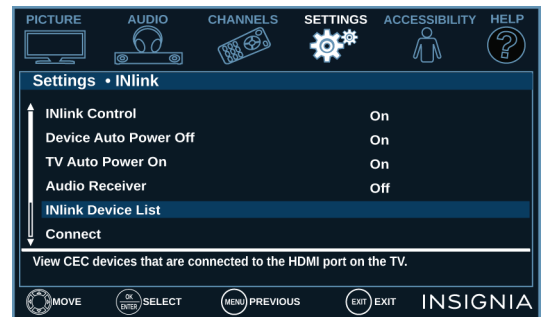 PICTURE AUDIO CHANNELS SETTINGS ACCESSIBILITY HELP
Settings • INlink
INlink Control On
Device Auto Power Off On
TV Auto Power On On
Audio Receiver Off
INlink Device List
Connect
View CEC devices that are connected to the HDMI port on the TV.
MOVE OK ENTER SELECT MENU PREVIOUS EXIT EXIT INSIGNIA